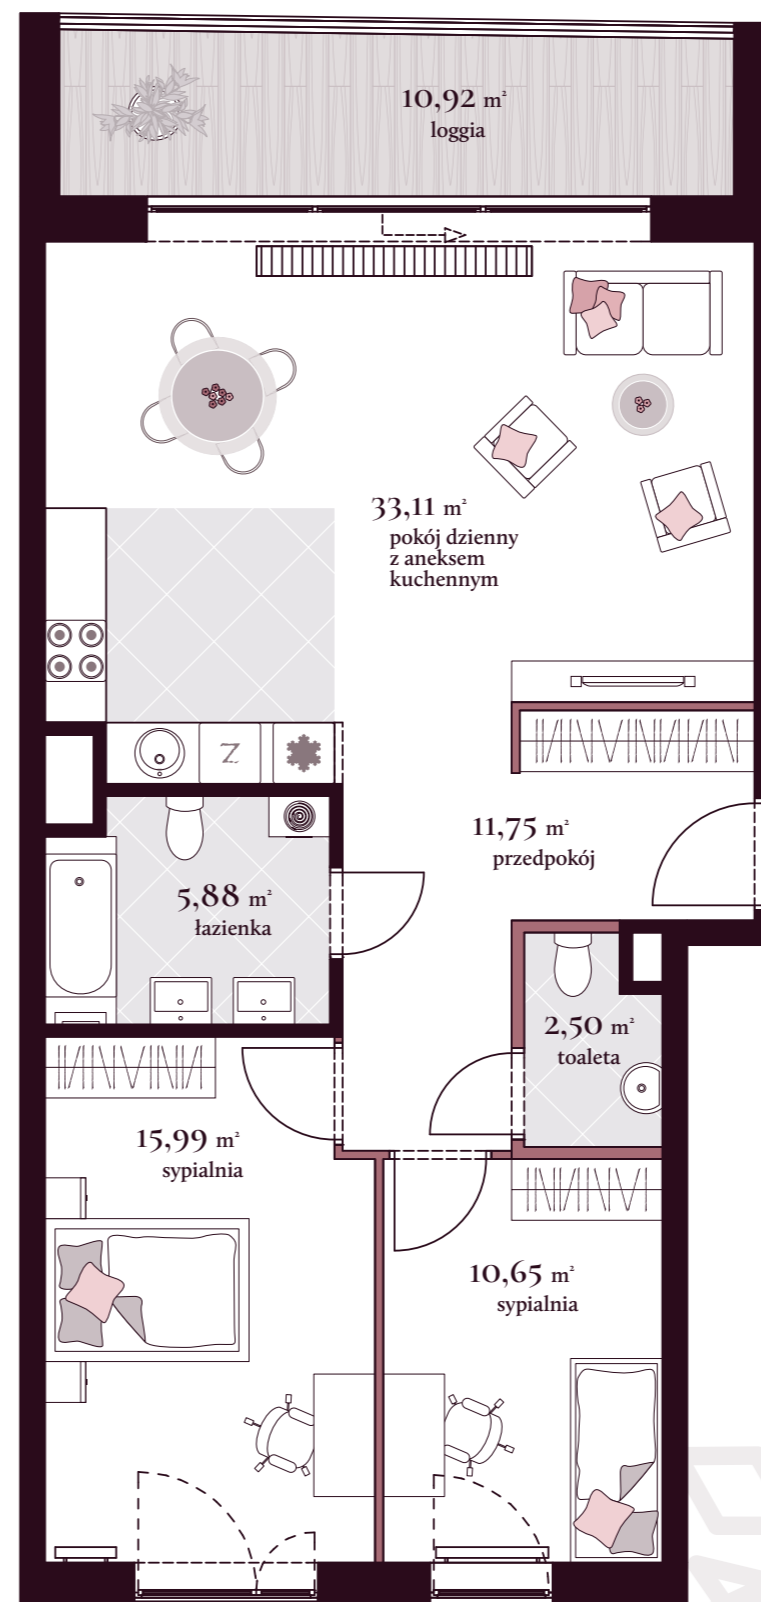 10,92 m²
loggia
33,11 m²
pokój dzienny
z aneksem
kuchennym
Z
11,75 m²
przedpokój
5,88 m²
łazienka
2,50 m²
toaleta
15,99 m²
sypialnia
10,65 m²
sypialnia